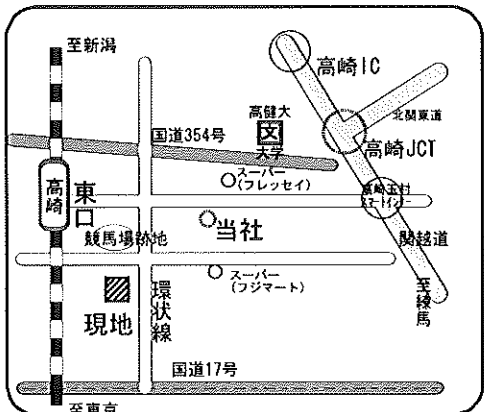 至新潟
高崎IC
高健大
文
大学
北関東道
国道354号
高崎JCT
スーパー
(フレッセイ)
高崎
東口
高崎玉村
スマートインター
当社
競馬場跡地
関越道
スーパー
(フジマート)
環状線
現地
至練馬
国道17号
至東京